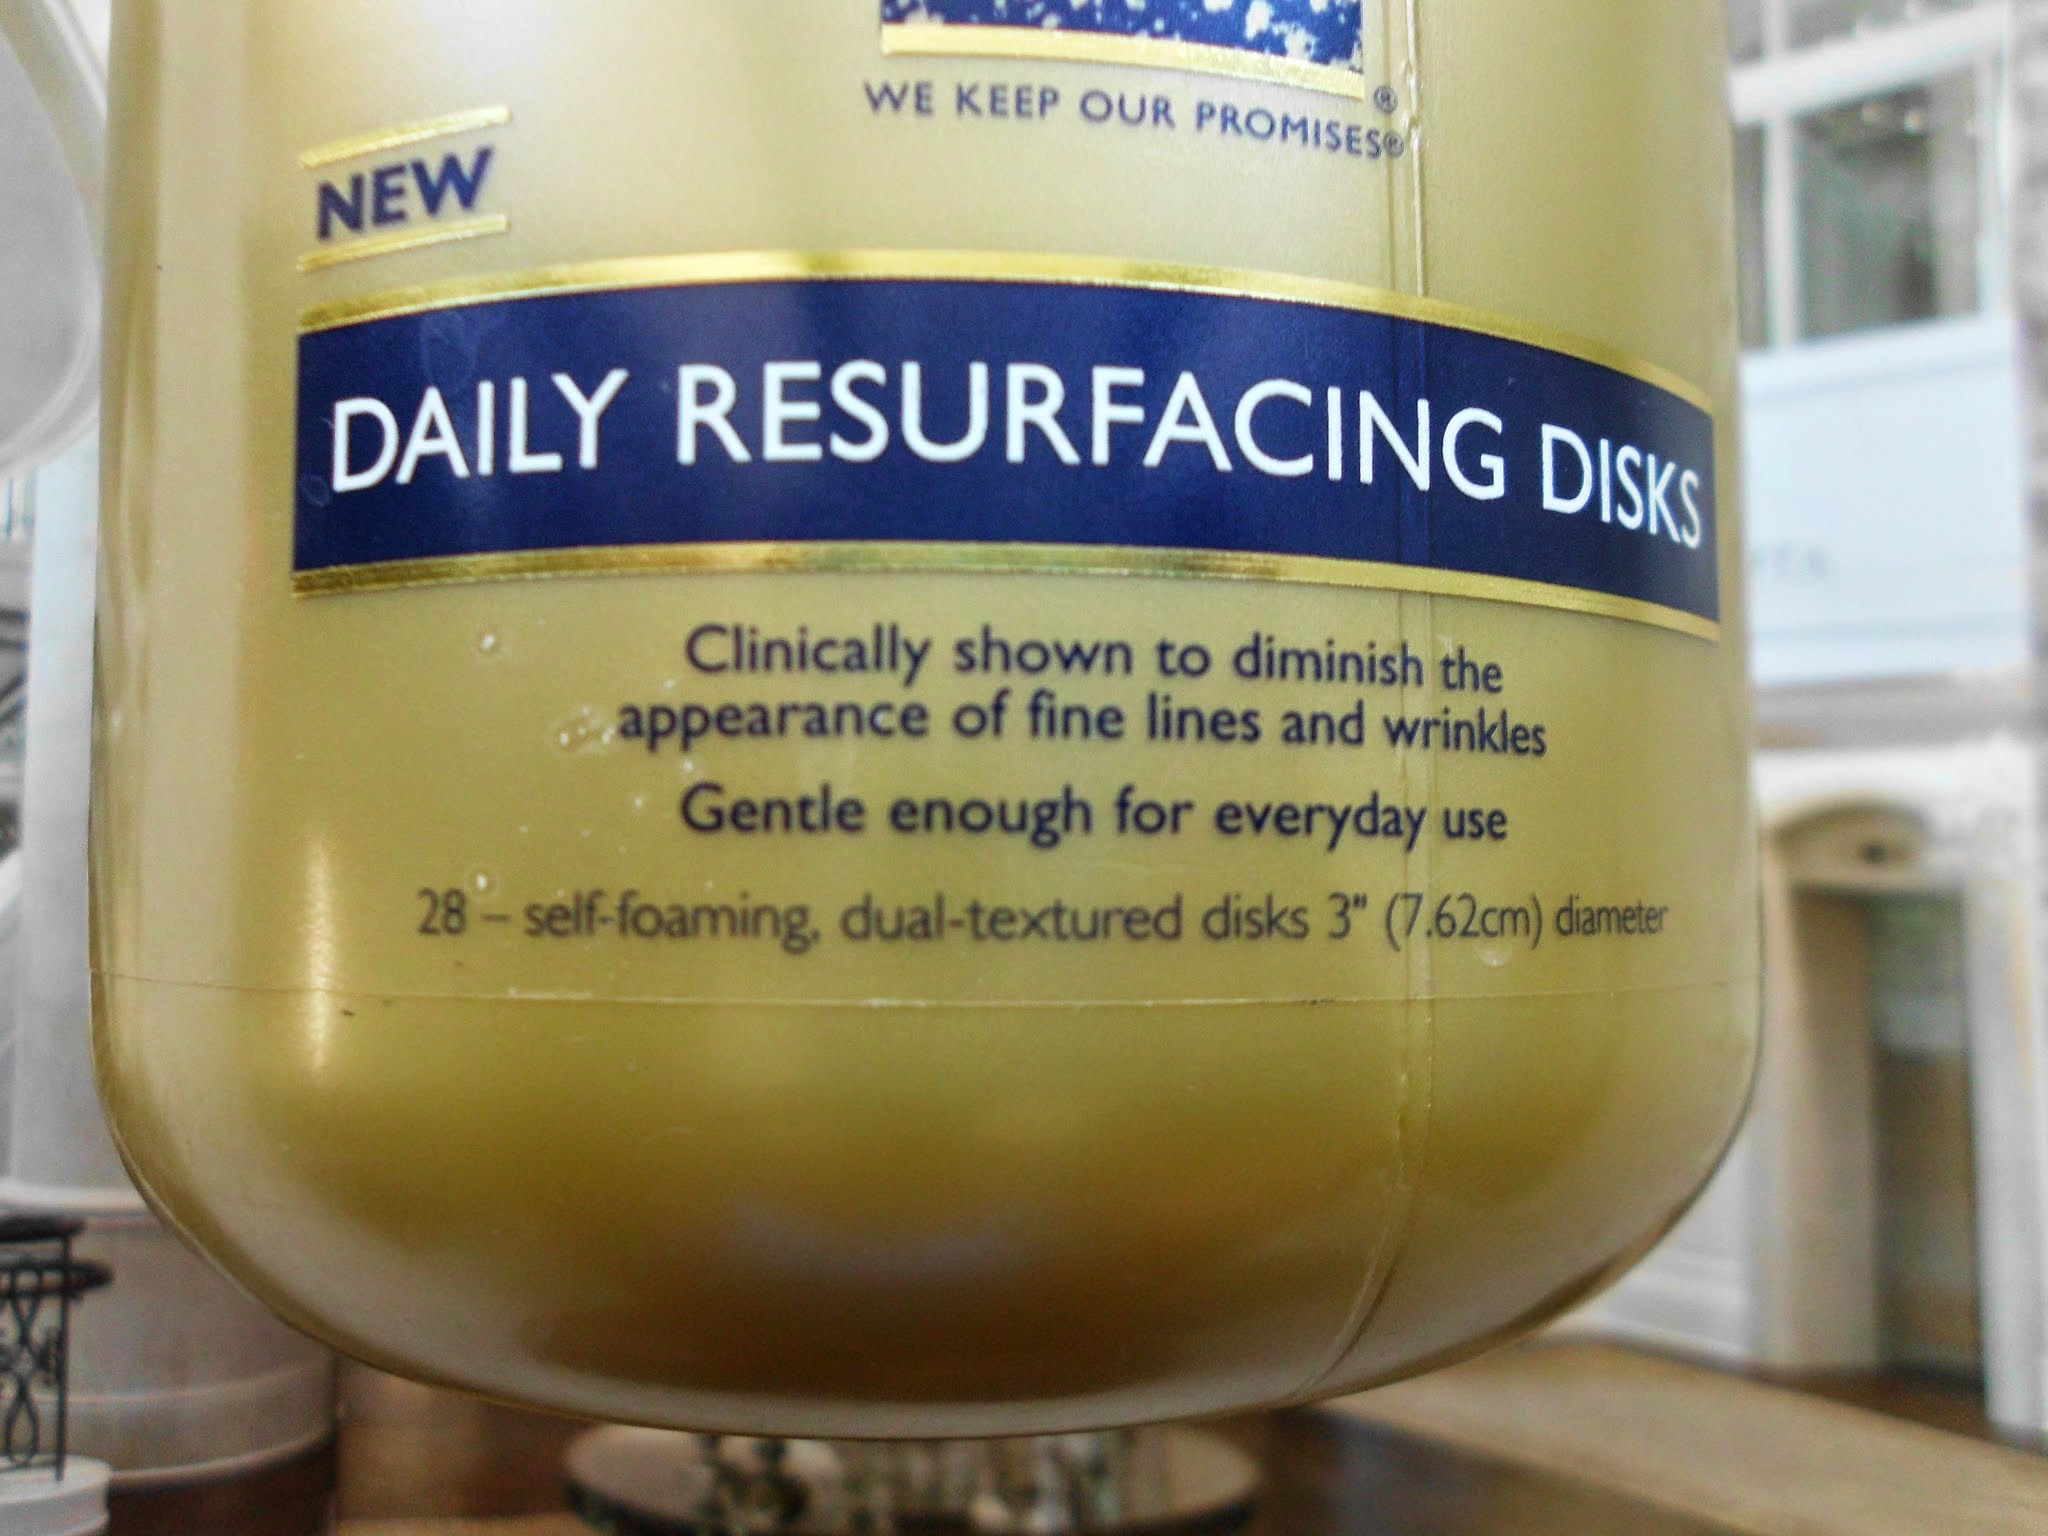 WE KEEP OUR PROMISES®
NEW
DAILY RESURFACING DISKS
Clinically shown to diminish the
appearance of fine lines and wrinkles
Gentle enough for everyday use
28 – self-foaming, dual-textured disks 3" (7.62cm) diameter